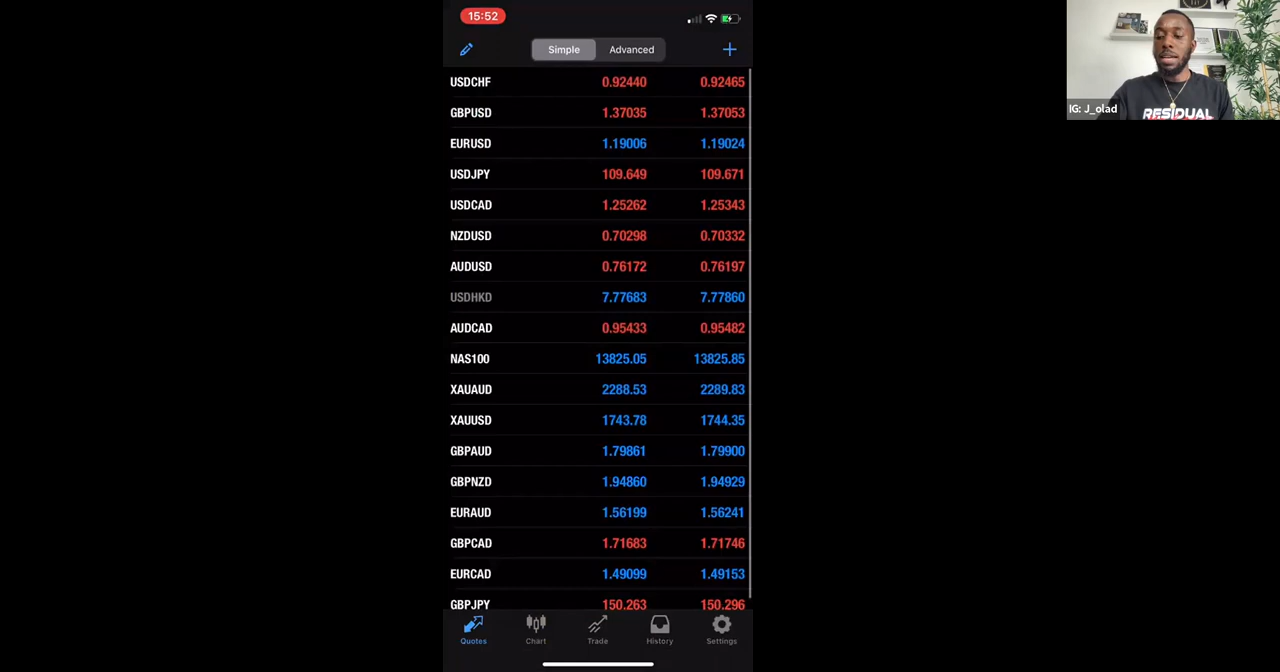 15:52
Simple Advanced
USDCHF 0.92440 0.92465
GBPUSD 1.37035 1.37053
EURUSD 1.19006 1.19024
USDJPY 109.649 109.671
USDCAD 1.25262 1.25343
NZDUSD 0.70298 0.70332
AUDUSD 0.76172 0.76197
USDHKD 7.77683 7.77860
AUDCAD 0.95433 0.95482
NAS100 13825.05 13825.85
XAUAUD 2288.53 2289.83
XAUUSD 1743.78 1744.35
GBPAUD 1.79861 1.79900
GBPNZD 1.94860 1.94929
EURAUD 1.56199 1.56241
GBPCAD 1.71683 1.71746
EURCAD 1.49099 1.49153
GBPJPY 150.263 150.296
Quotes Chart Trade History Settings
IG: J_olad
RESIDUAL